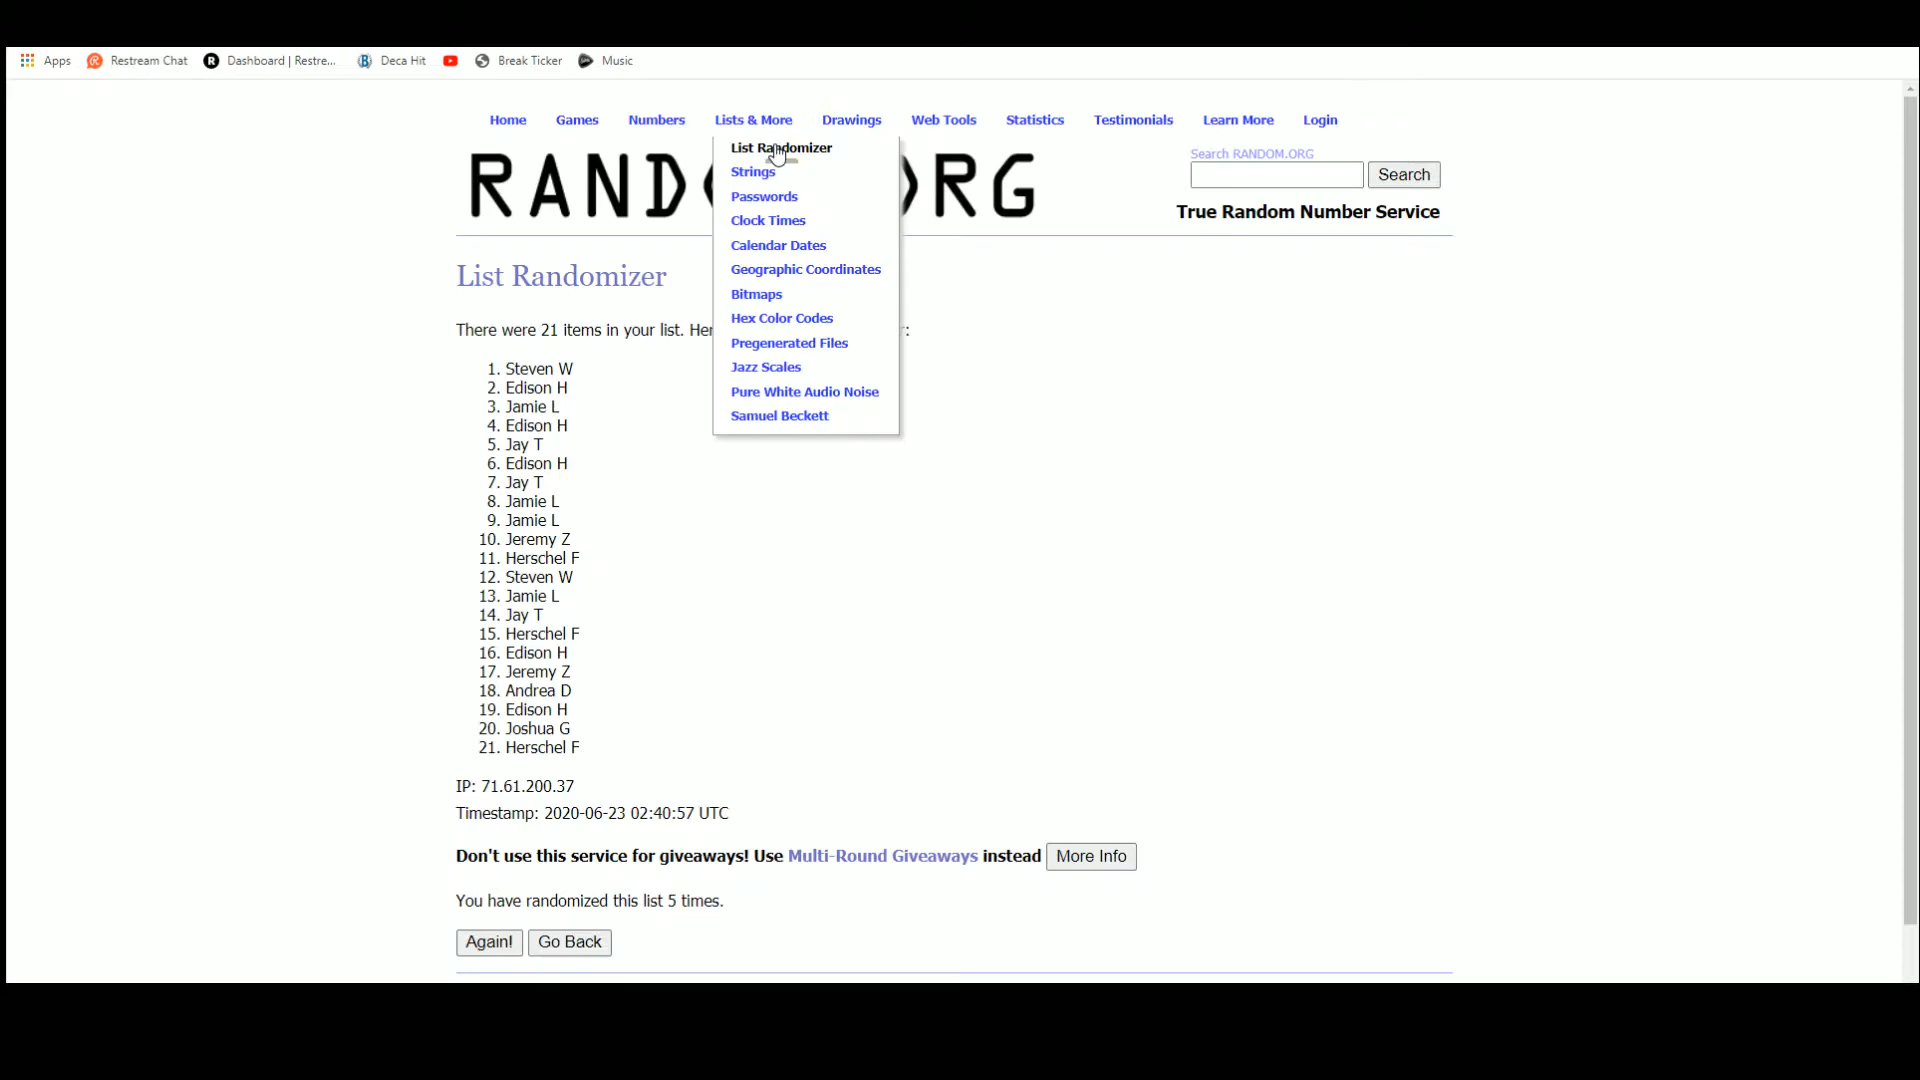 Apps Restream Chat Dashboard | Restre... Deca Hit Break Ticker Music
Home Games Numbers Lists & More Drawings Web Tools Statistics Testimonials Learn More Login
List Randomizer
Strings
Passwords
Clock Times
Calendar Dates
Geographic Coordinates
Bitmaps
Hex Color Codes
Pregenerated Files
Jazz Scales
Pure White Audio Noise
Samuel Beckett
RAND RG
Search RANDOM.ORG
Search
True Random Number Service
List Randomizer
There were 21 items in your list. Her :
1. Steven W
2. Edison H
3. Jamie L
4. Edison H
5. Jay T
6. Edison H
7. Jay T
8. Jamie L
9. Jamie L
10. Jeremy Z
11. Herschel F
12. Steven W
13. Jamie L
14. Jay T
15. Herschel F
16. Edison H
17. Jeremy Z
18. Andrea D
19. Edison H
20. Joshua G
21. Herschel F
IP: 71.61.200.37
Timestamp: 2020-06-23 02:40:57 UTC
Don't use this service for giveaways! Use Multi-Round Giveaways instead More Info
You have randomized this list 5 times.
Again! Go Back